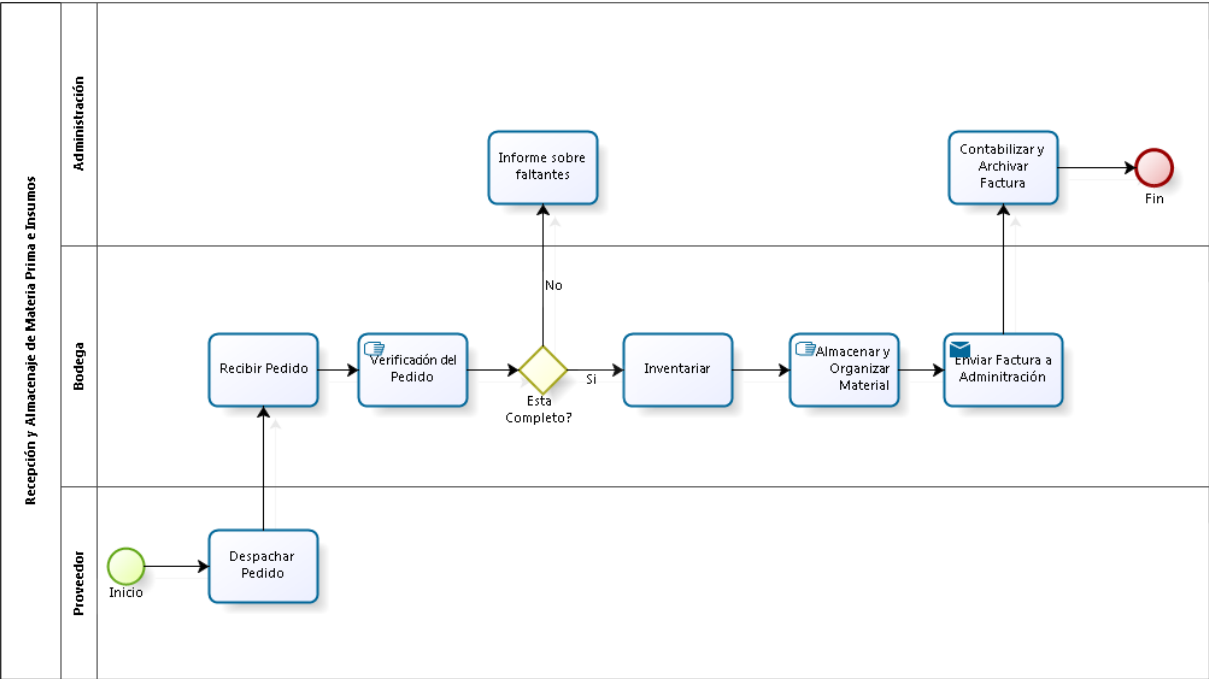 Recepción y Almacenaje de Materia Prima e Insumos
Administración
Informe sobre
faltantes
Contabilizar y
Archivar
Factura
Fin
No
Bodega
Recibir Pedido
Verificación del
Pedido
Esta
Completo?
Si
Inventariar
Almacenar y
Organizar
Material
Enviar Factura a
Adminitración
Proveedor
Inicio
Despachar
Pedido